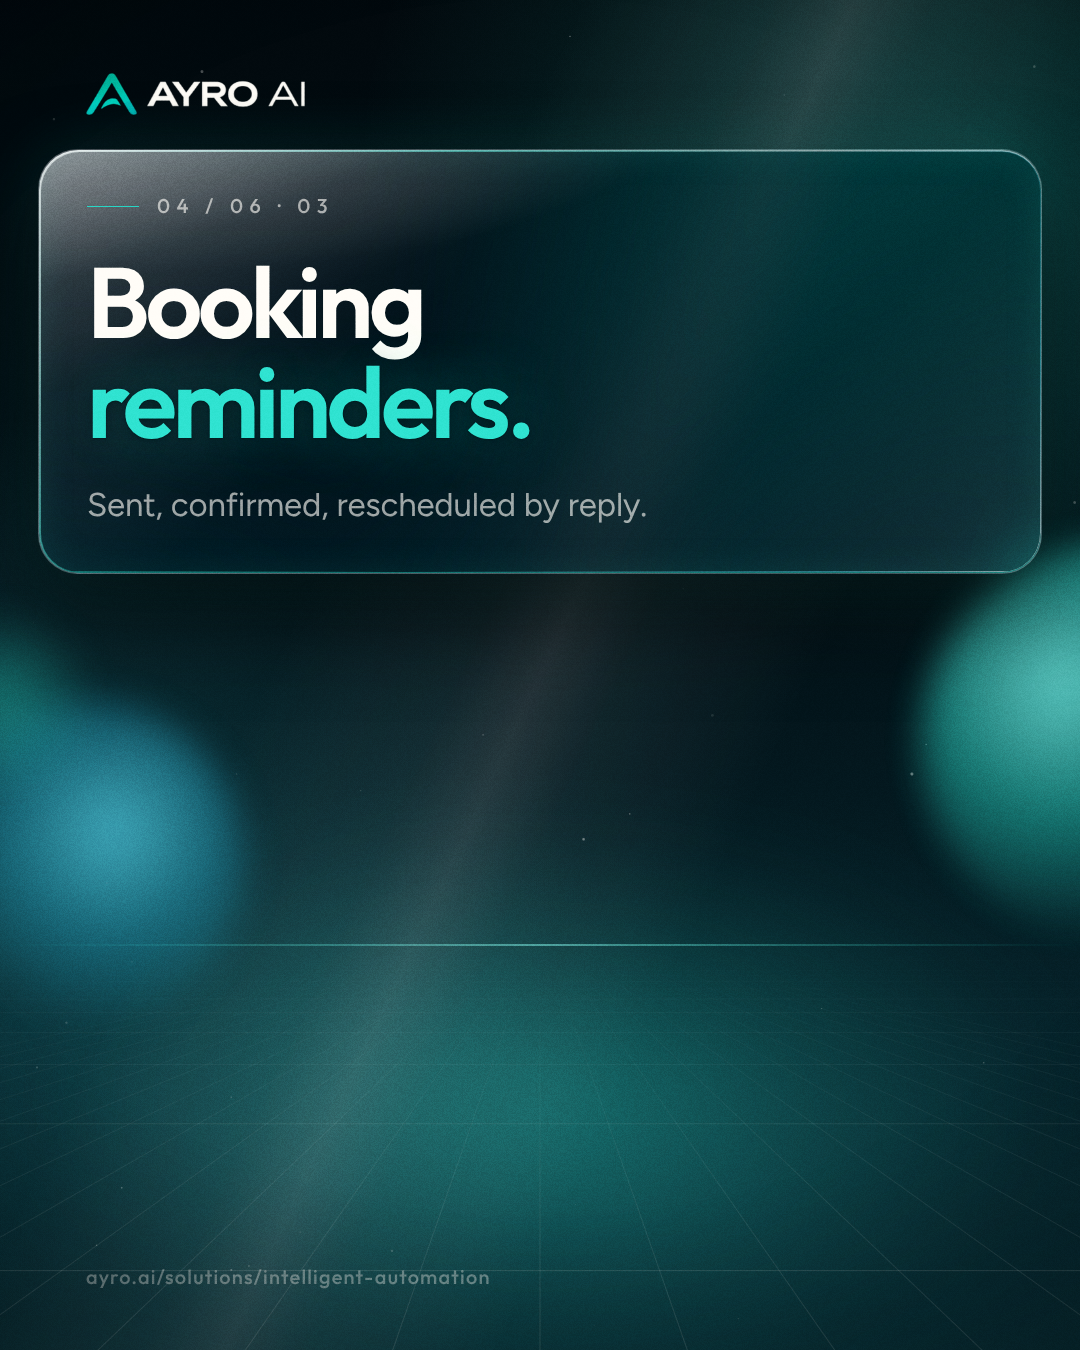 AYRO AI
04 / 06 · 03
Booking
reminders.
Sent, confirmed, rescheduled by reply.
ayro.ai/solutions/intelligent-automation